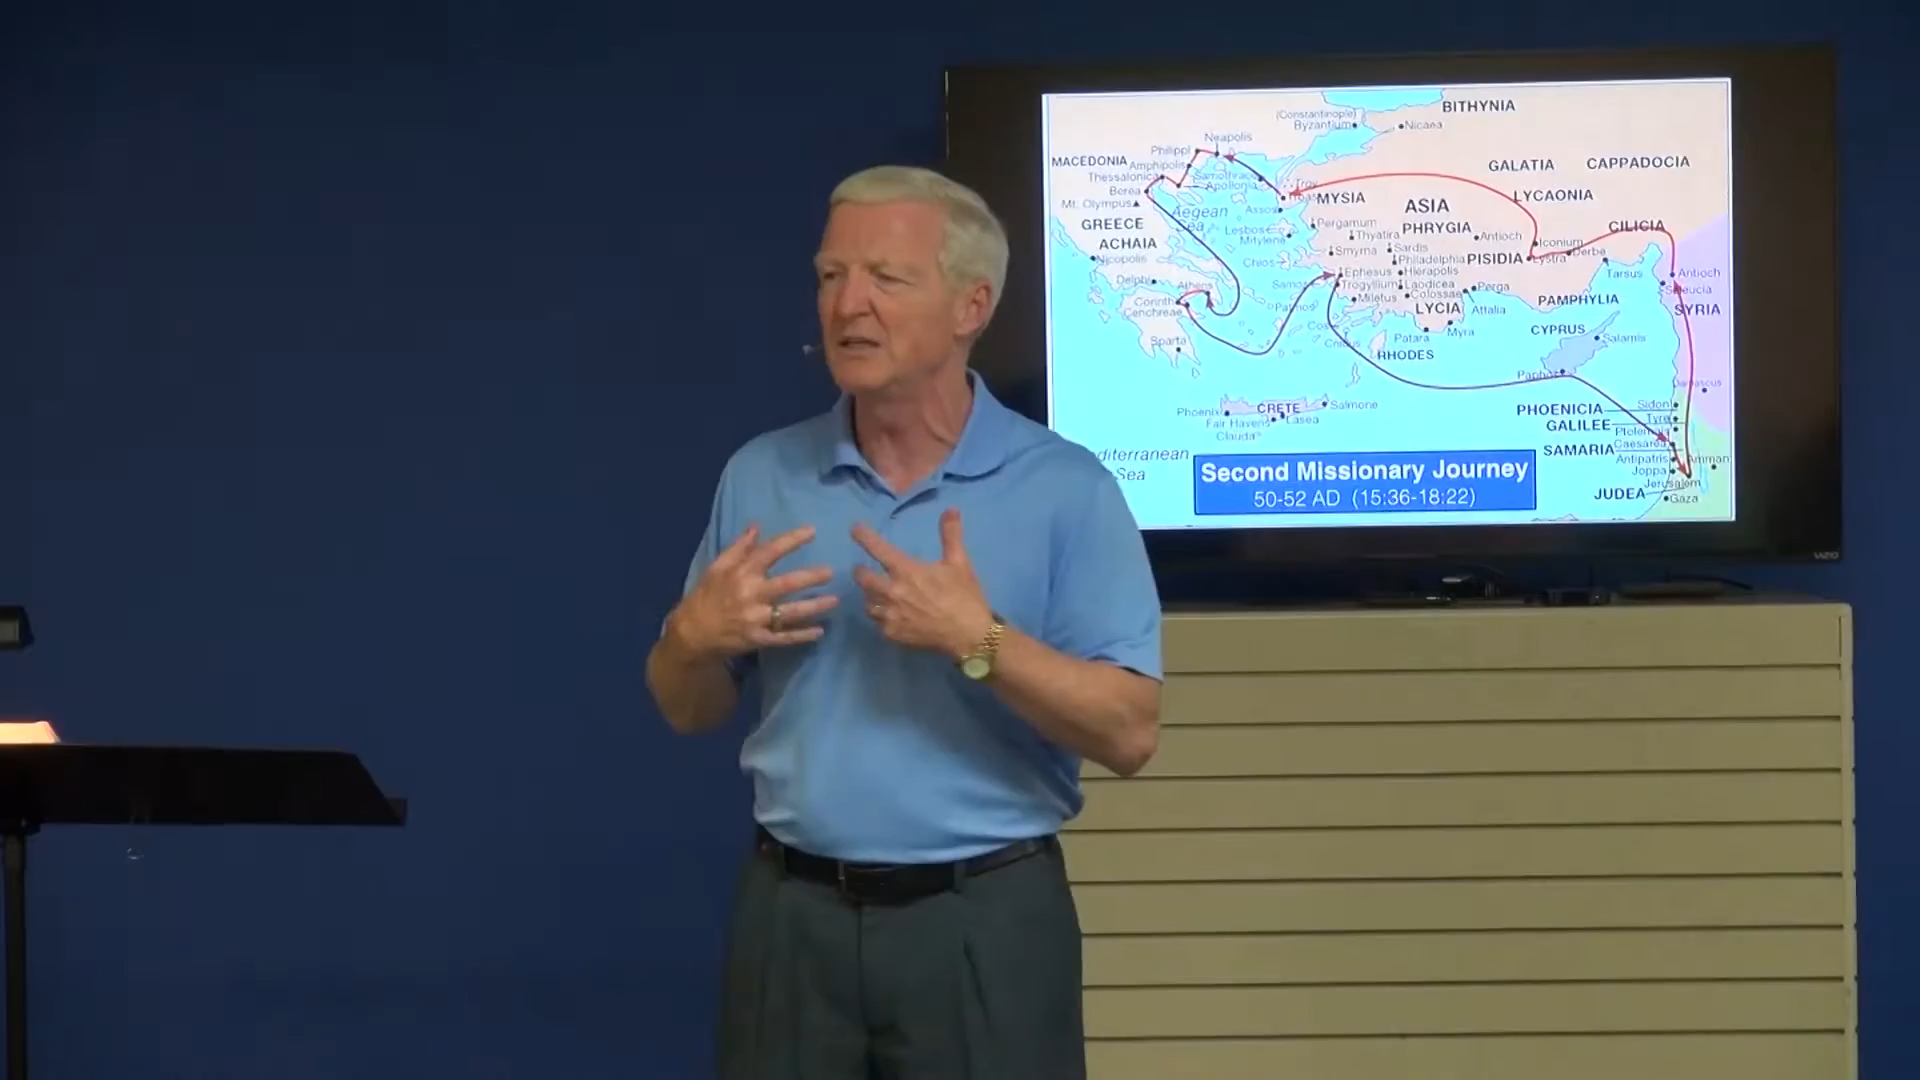 BITHYNIA
(Constantinople)
Byzantium
Nicaea
Neapolis
Philippi
MACEDONIA
Amphipolis
Thessalonica
Apollonia
Berea
Mt. Olympus
GALATIA
CAPPADOCIA
LYCAONIA
MYSIA
ASIA
Aegean
Sea
Assos
GREECE
ACHAIA
Pergamum
Thyatira
PHRYGIA
Antioch
CILICIA
Lesbos
Mitylene
Iconium
Smyrna
Sardis
Philadelphia
PISIDIA
Lystra
Derbe
Nicopolis
Chios
Ephesus
Hierapolis
Tarsus
Antioch
Delphi
Athens
Trogyllium
Laodicea
Perga
Seleucia
Corinth
Cenchreae
Patmos
Miletus
Colossae
LYCIA
Attalia
PAMPHYLIA
SYRIA
Sparta
Cos
Cnidus
Patara
Myra
CYPRUS
Salamis
RHODES
Paphos
Damascus
Phoenix
CRETE
Salmone
Fair Havens
Lasea
Clauda
PHOENICIA
Sidon
Tyre
GALILEE
Ptolemais
SAMARIA
Caesarea
Antipatris
Amman
Joppa
Jerusalem
JUDEA
Gaza
diterranean
Sea
Second Missionary Journey
50-52 AD (15:36-18:22)
VIZIO